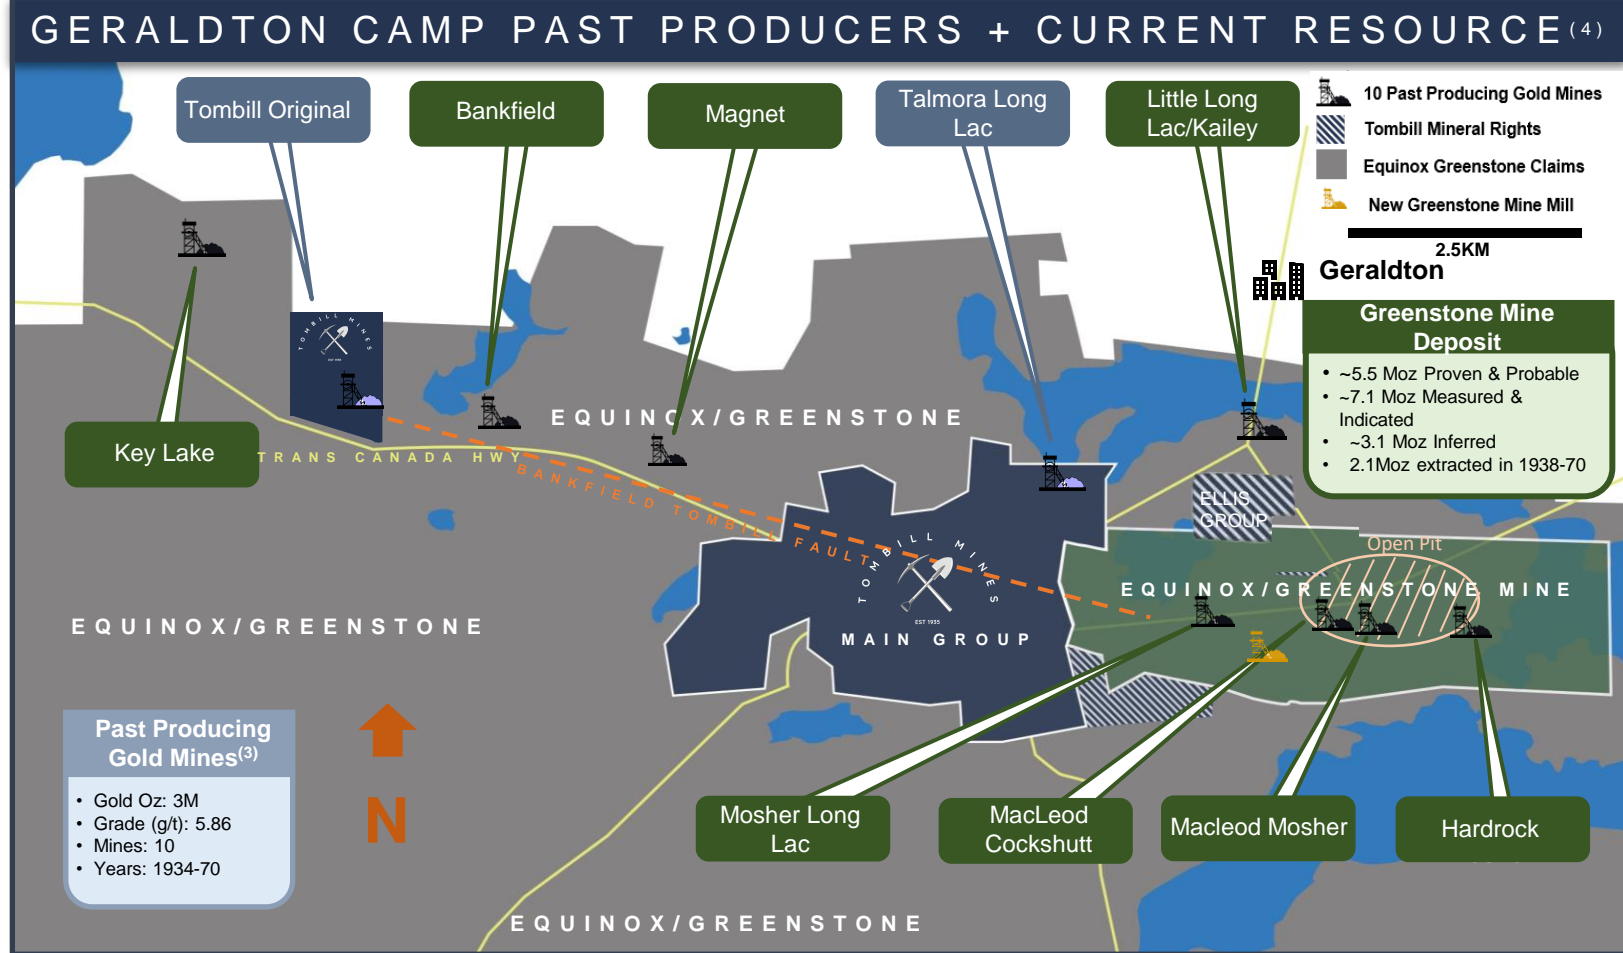 GERALDTON CAMP PAST PRODUCERS + CURRENT RESOURCE (4)
Tombill Original
Bankfield
Magnet
Talmora Long
Lac
Little Long
Lac/Kailey
10 Past Producing Gold Mines
Tombill Mineral Rights
Equinox Greenstone Claims
New Greenstone Mine Mill
2.5KM
Geraldton
Greenstone Mine
Deposit
• ~5.5 Moz Proven & Probable
• ~7.1 Moz Measured &
Indicated
• ~3.1 Moz Inferred
• 2.1Moz extracted in 1938-70
TOMBILL MINES
EQUINOX/GREENSTONE
Key Lake
TRANS CANADA HWY
BANKFIELD TOMBILL FAULT
ELLIS
GROUP
Open Pit
TOMBILL MINES
EST 1935
MAIN GROUP
EQUINOX/GREENSTONE MINE
EQUINOX/GREENSTONE
Past Producing
Gold Mines(3)
• Gold Oz: 3M
• Grade (g/t): 5.86
• Mines: 10
• Years: 1934-70
N
Mosher Long
Lac
MacLeod
Cockshutt
Macleod Mosher
Hardrock
EQUINOX/GREENSTONE